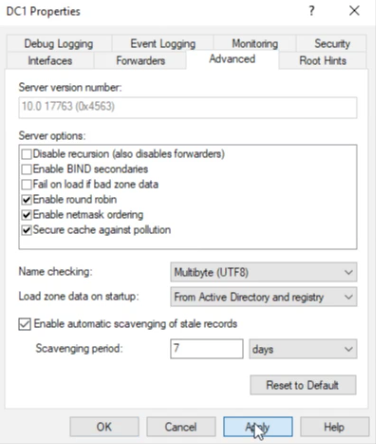 DC1 Properties
Debug Logging Event Logging Monitoring Security
Interfaces Forwarders Advanced Root Hints
Server version number:
10.0 17763 (0x4563)
Server options:
Disable recursion (also disables forwarders)
Enable BIND secondaries
Fail on load if bad zone data
Enable round robin
Enable netmask ordering
Secure cache against pollution
Name checking: Multibyte (UTF8)
Load zone data on startup: From Active Directory and registry
Enable automatic scavenging of stale records
Scavenging period: 7 days
Reset to Default
OK Cancel Apply Help